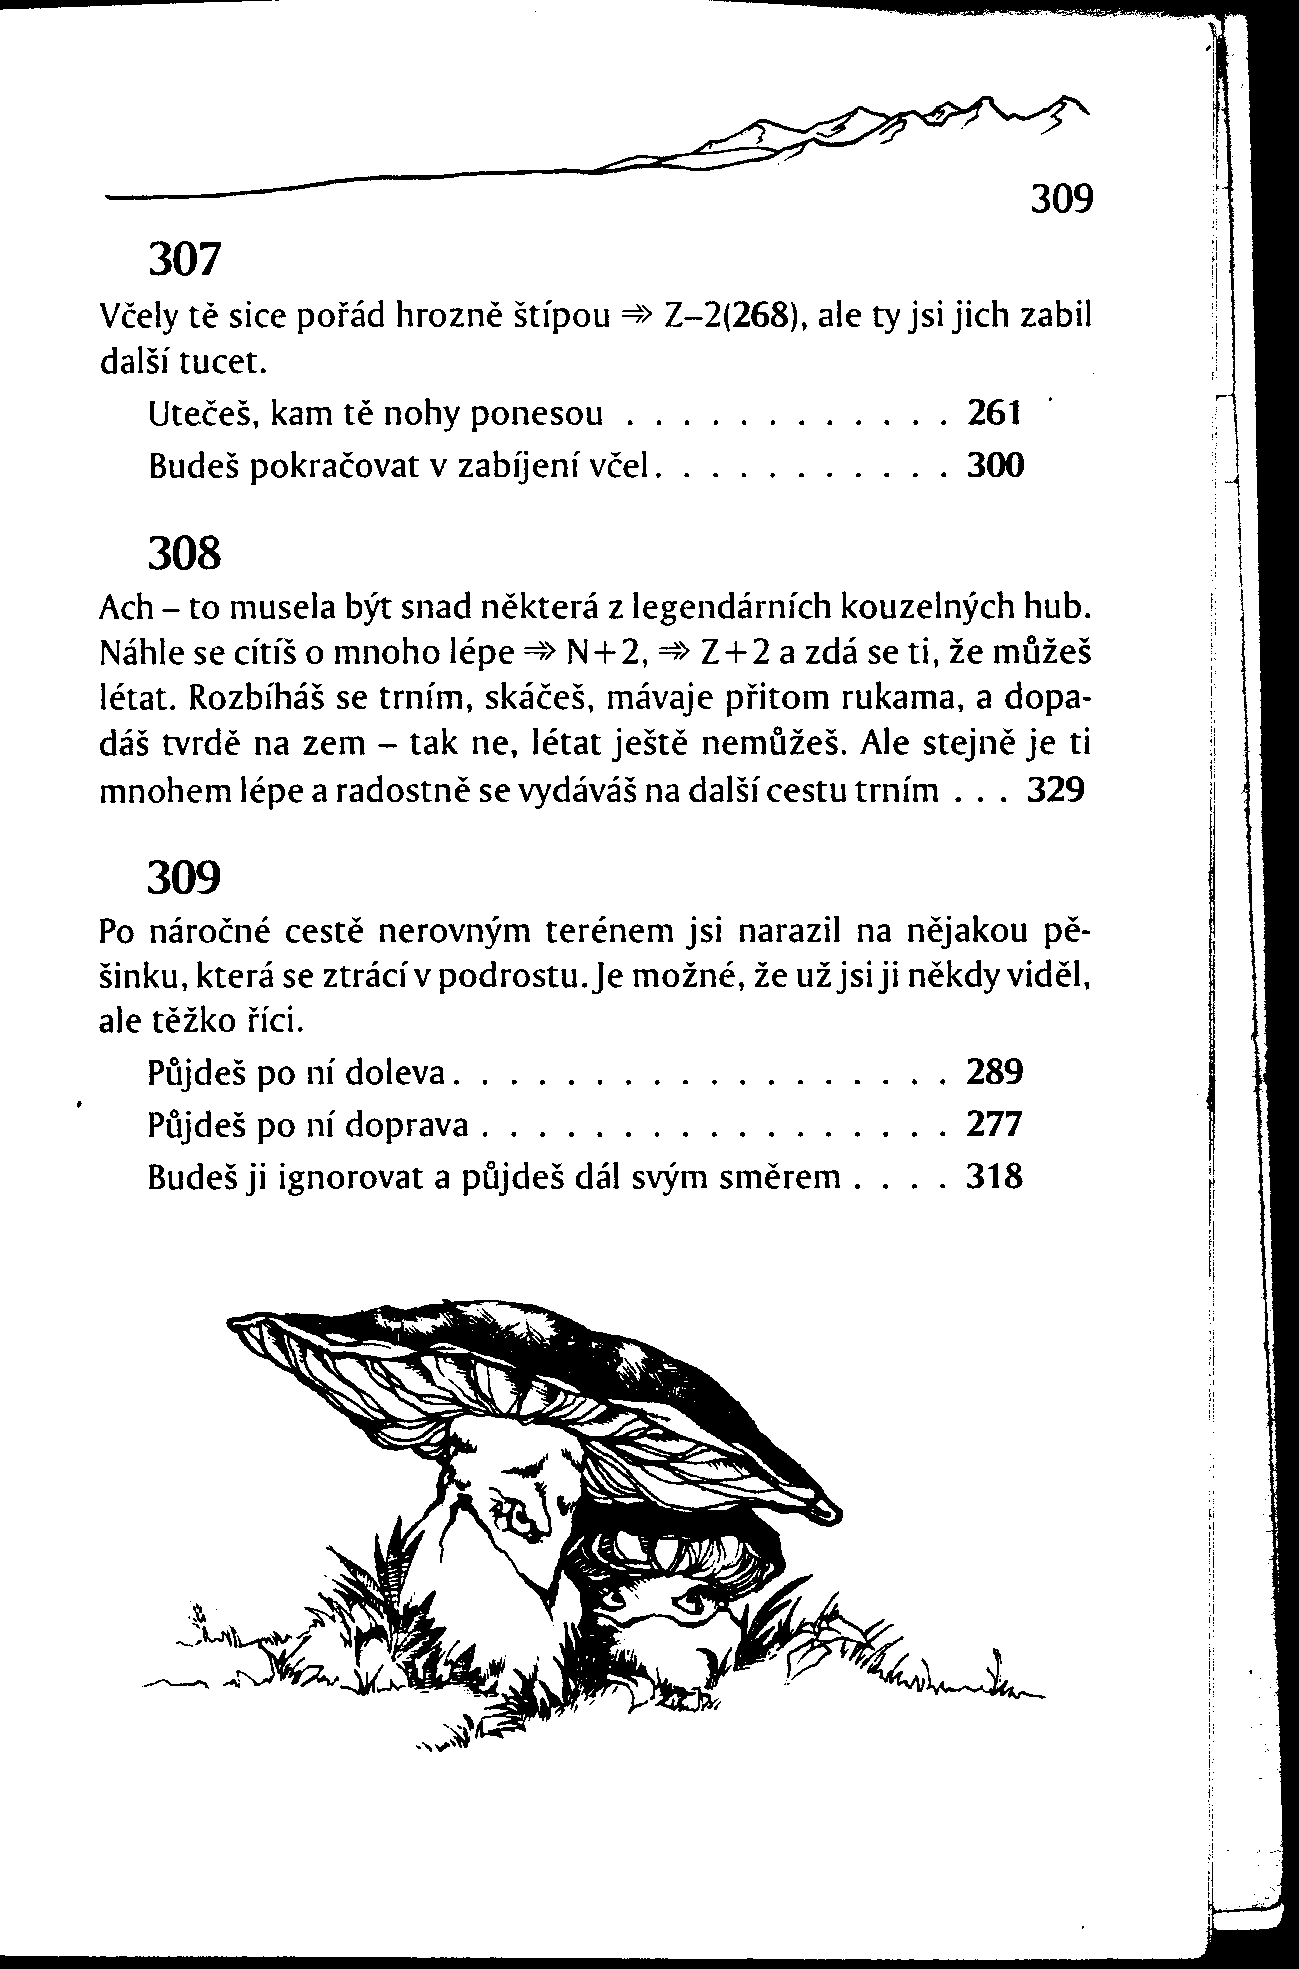 309
307
Včely tě sice pořád hrozně štípou ⇒ Z–2(268), ale ty jsi jich zabil
další tucet.
Utečeš, kam tě nohy ponesou . . . . . . . . . . . . 261
Budeš pokračovat v zabíjení včel. . . . . . . . . . . 300
308
Ach – to musela být snad některá z legendárních kouzelných hub.
Náhle se cítíš o mnoho lépe ⇒ N+2, ⇒ Z+2 a zdá se ti, že můžeš
létat. Rozbíháš se trním, skáčeš, mávaje přitom rukama, a dopa-
dáš tvrdě na zem – tak ne, létat ještě nemůžeš. Ale stejně je ti
mnohem lépe a radostně se vydáváš na další cestu trním . . . 329
309
Po náročné cestě nerovným terénem jsi narazil na nějakou pě-
šinku, která se ztrácí v podrostu. Je možné, že už jsi ji někdy viděl,
ale těžko říci.
Půjdeš po ní doleva. . . . . . . . . . . . . . . . . . 289
Půjdeš po ní doprava . . . . . . . . . . . . . . . . . 277
Budeš ji ignorovat a půjdeš dál svým směrem . . . . 318